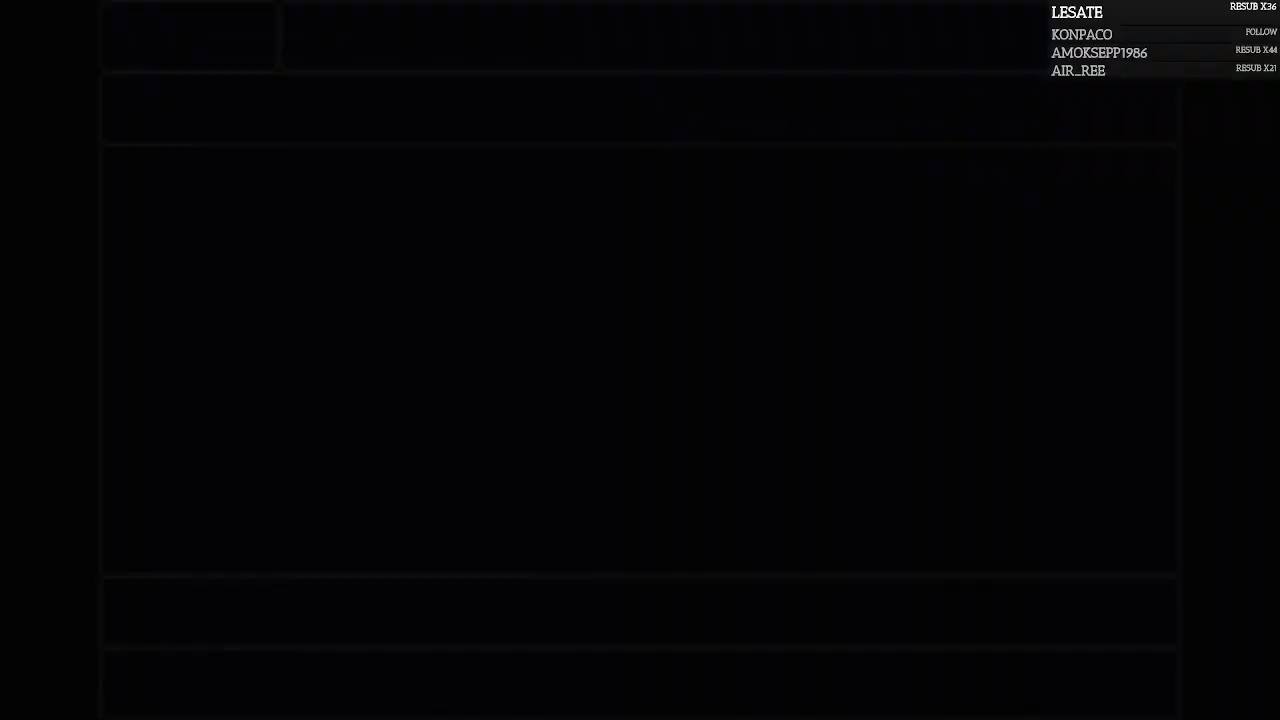 LESATE RESUB X36
KONPACO FOLLOW
AMOKSEPP1986 RESUB X44
AIR_REE RESUB X21